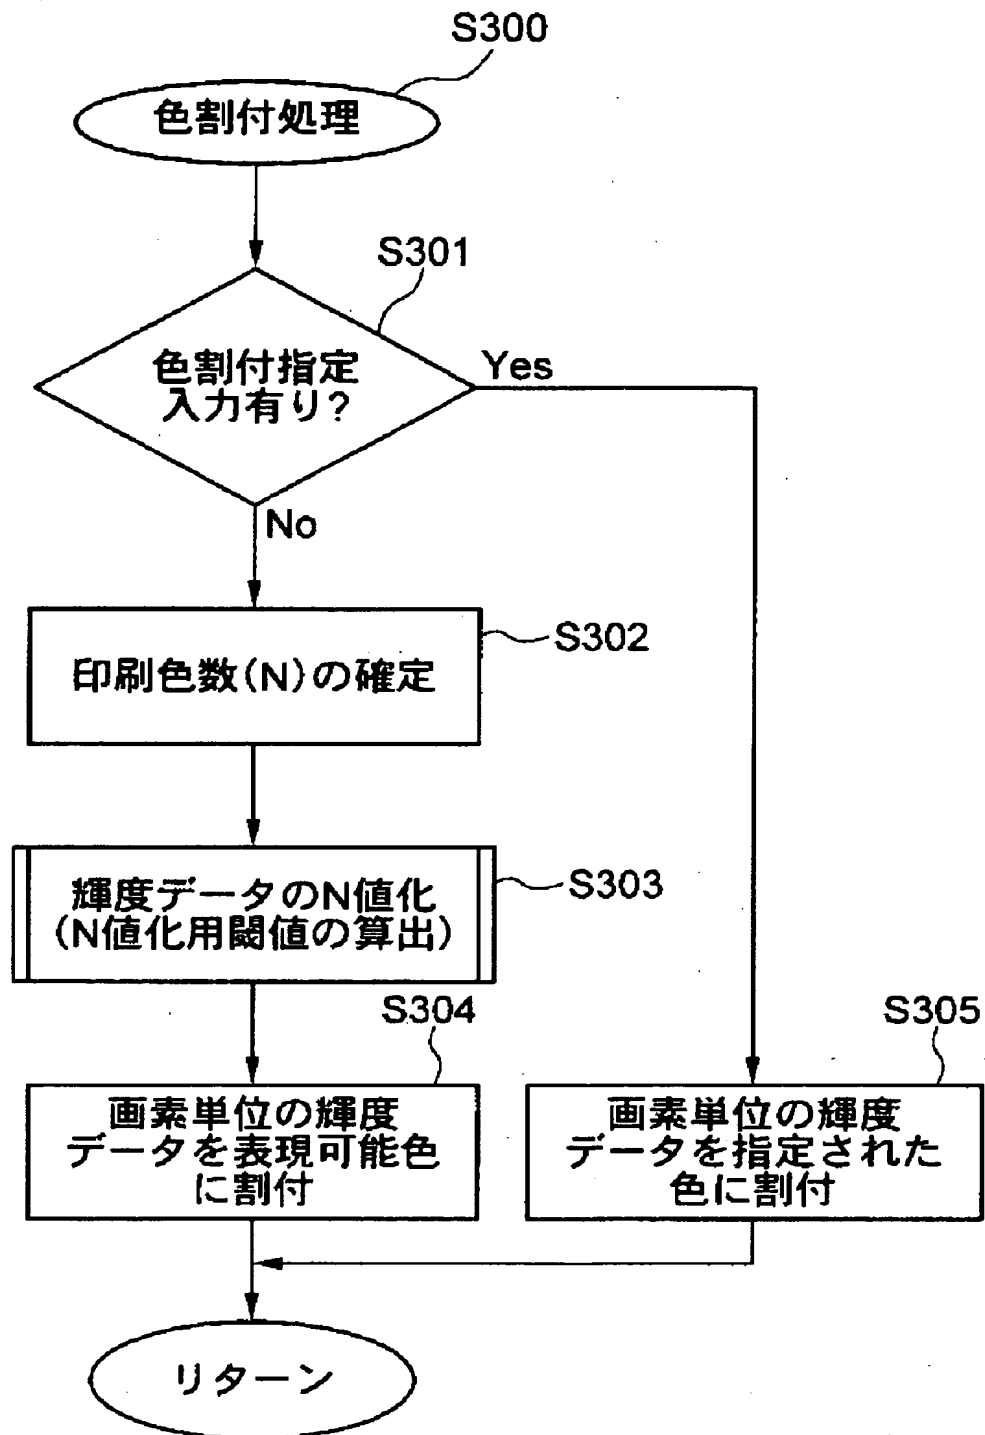 S300
色割付処理
S301
色割付指定
入力有り?
Yes
No
S302
印刷色数(N)の確定
S303
輝度データのN値化
(N値化用閾値の算出)
S304
画素単位の輝度
データを表現可能色
に割付
S305
画素単位の輝度
データを指定された
色に割付
リターン